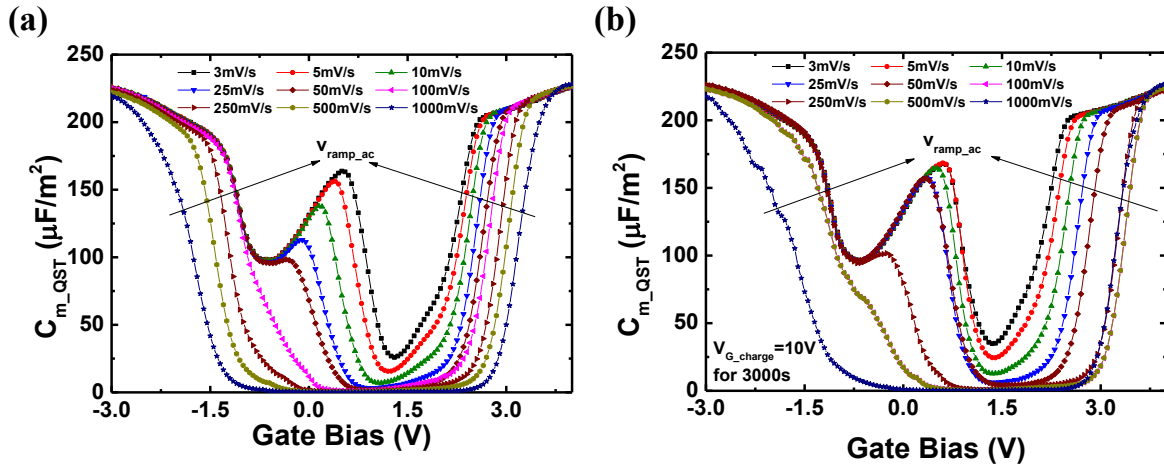 (a)
250
200
150
100
50
0
C_m_QST (μF/m²)
3mV/s 5mV/s 10mV/s
25mV/s 50mV/s 100mV/s
250mV/s 500mV/s 1000mV/s
v_ramp_ac
-3.0 -1.5 0.0 1.5 3.0
Gate Bias (V)
(b)
250
200
150
100
50
0
C_m_QST (μF/m²)
3mV/s 5mV/s 10mV/s
25mV/s 50mV/s 100mV/s
250mV/s 500mV/s 1000mV/s
v_ramp_ac
V_G_charge=10V
for 3000s
-3.0 -1.5 0.0 1.5 3.0
Gate Bias (V)